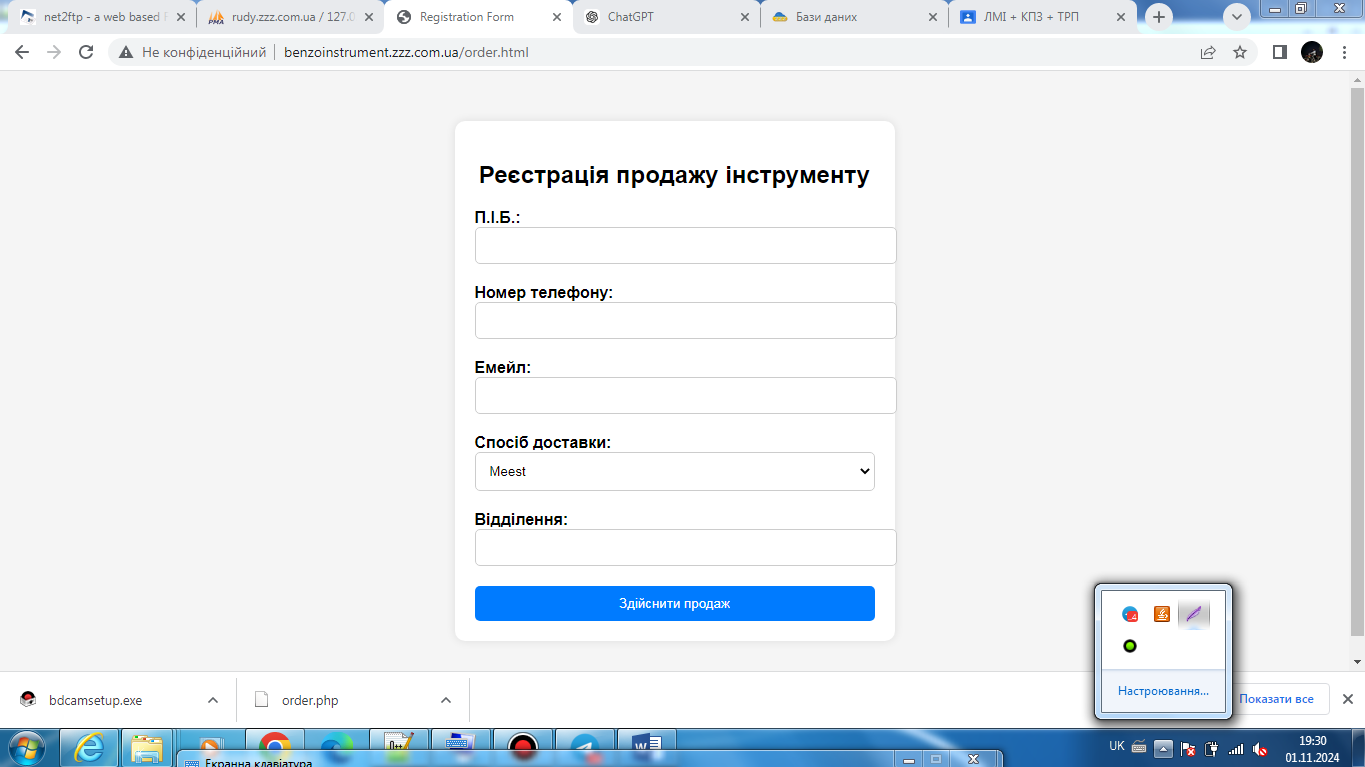 net2ftp - a web based F
rudy.zzz.com.ua / 127.0
Registration Form
ChatGPT
Бази даних
ЛМІ + КПЗ + ТРП
Не конфіденційний
benzoinstrument.zzz.com.ua/order.html
Реєстрація продажу інструменту
П.І.Б.:
Номер телефону:
Емейл:
Спосіб доставки:
Meest
Відділення:
Здійснити продаж
Настроювання...
bdcamsetup.exe
order.php
Показати все
UK
19:30
01.11.2024
Екранна клавіатура